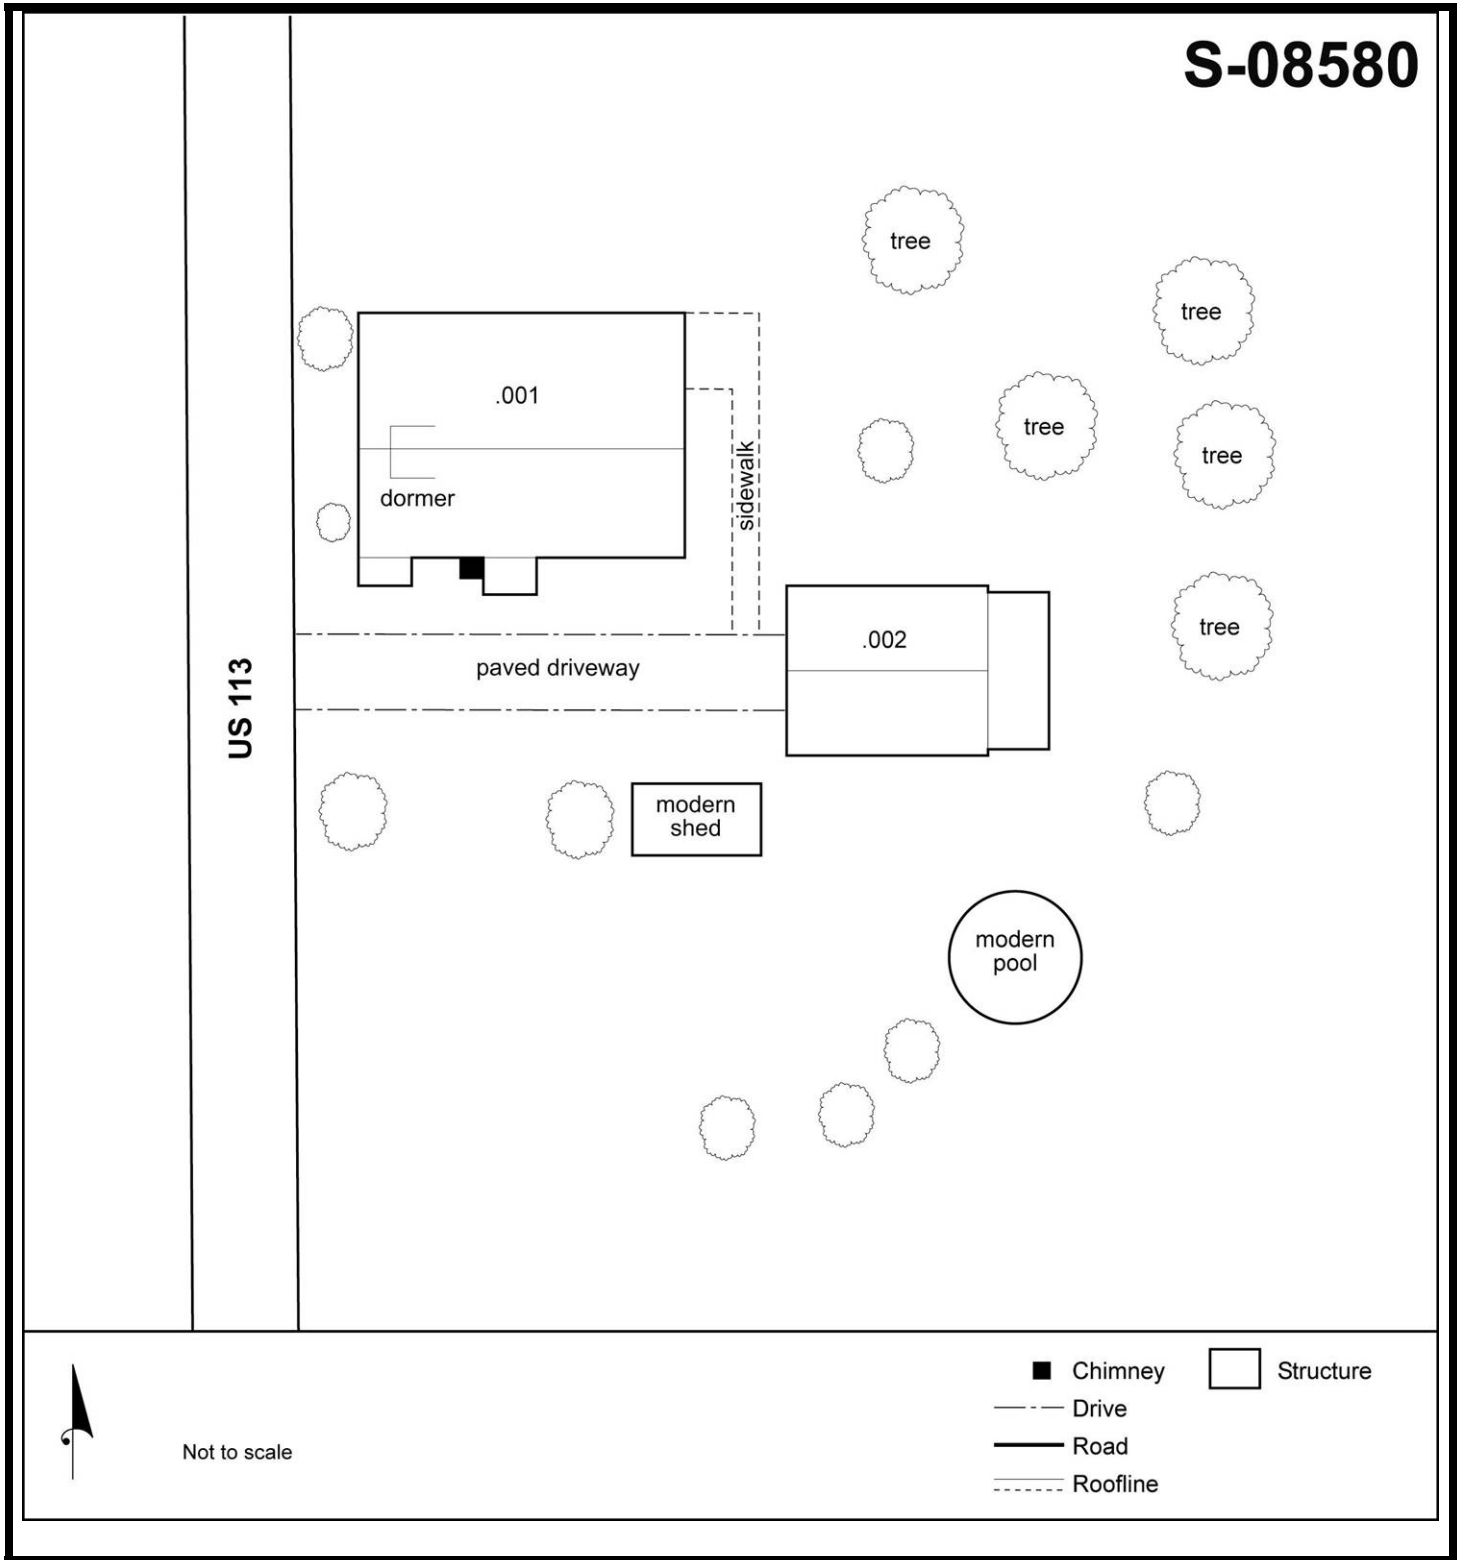 S-08580
tree
tree
.001
tree
tree
dormer
sidewalk
tree
.002
paved driveway
US 113
modern
shed
modern
pool
Chimney
Structure
Drive
Road
Roofline
Not to scale